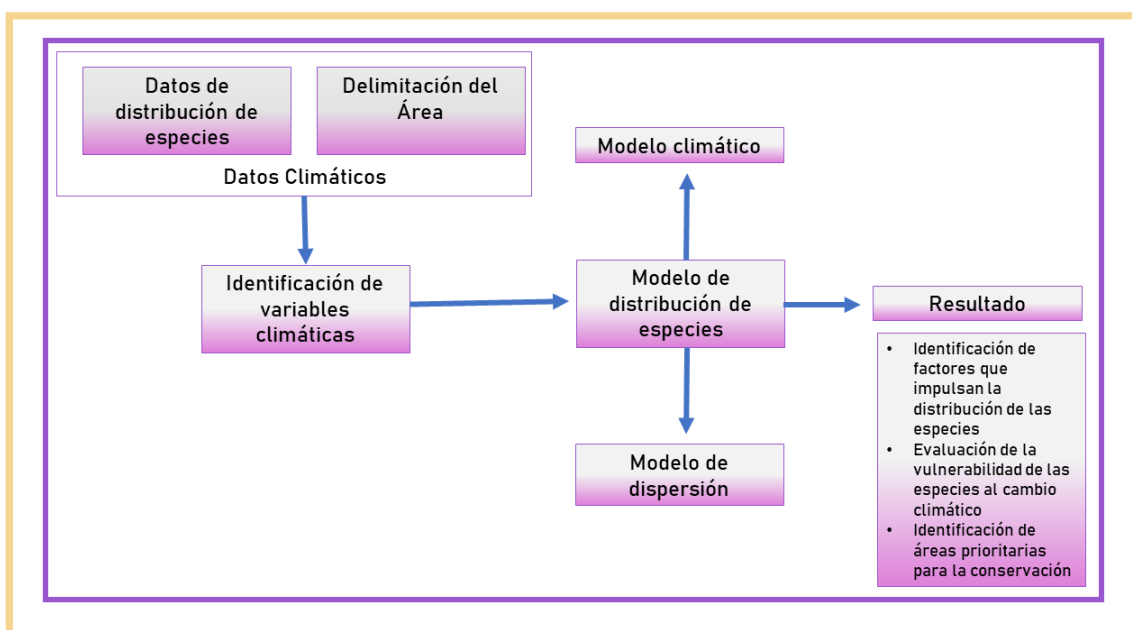 Datos de
distribución de
especies
Delimitación del
Área
Datos Climáticos
Identificación de
variables
climáticas
Modelo climático
Modelo de
distribución de
especies
Modelo de
dispersión
Resultado
• Identificación de
factores que
impulsan la
distribución de las
especies
• Evaluación de la
vulnerabilidad de las
especies al cambio
climático
• Identificación de
áreas prioritarias
para la conservación